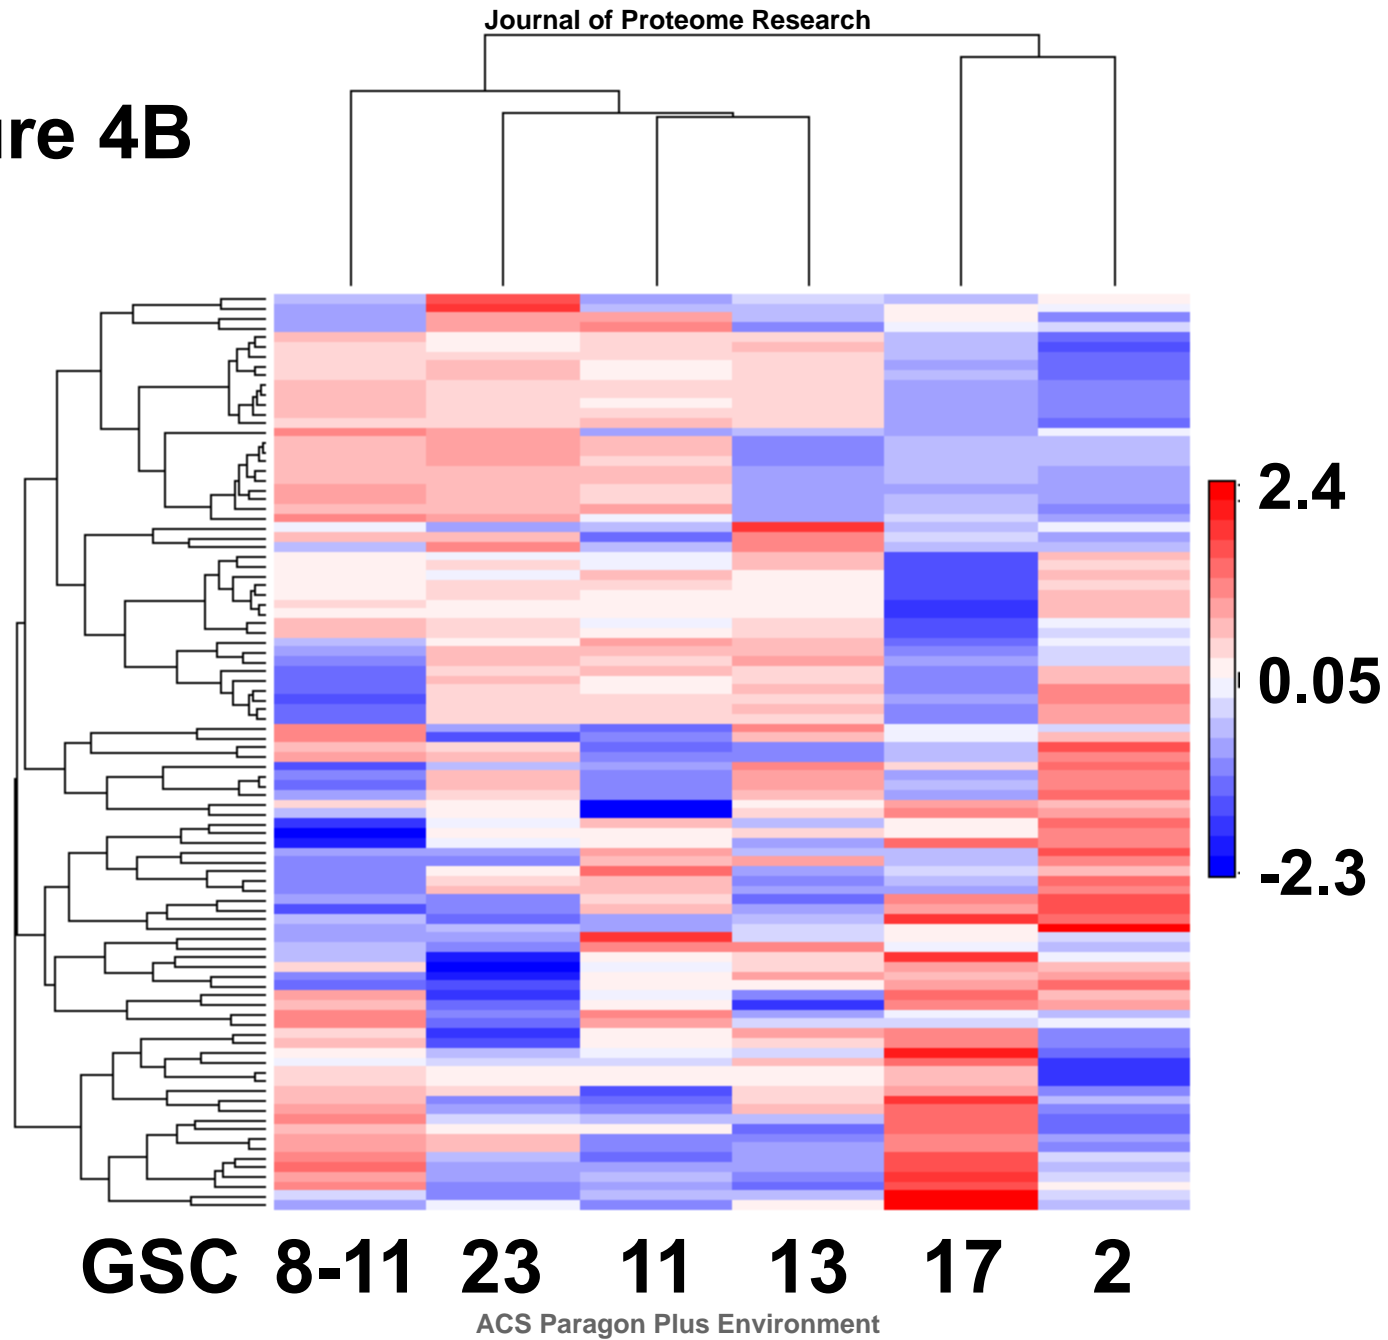 Journal of Proteome Research
ure 4B
2.4
0.05
-2.3
GSC 8-11 23 11 13 17 2
ACS Paragon Plus Environment